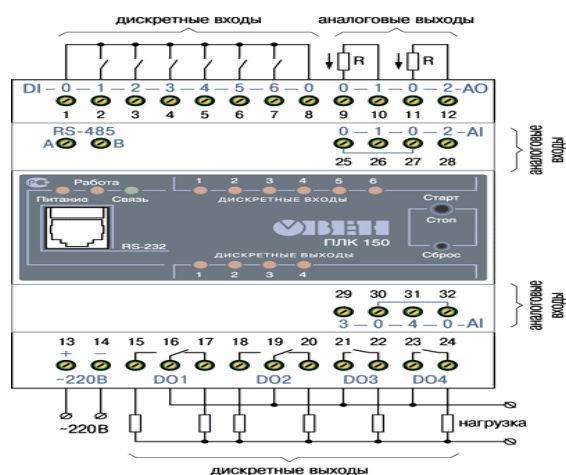 дискретные входы
аналоговые выходы
R
R
DI - 0 - 1 - 2 - 3 - 4 - 5 - 6 - 0
0 - 1 - 0 - 2 - AO
1 2 3 4 5 6 7 8 9 10 11 12
RS-485
A B
0 - 1 - 0 - 2 - AI
25 26 27 28
аналоговые входы
Питание
Работа
Связь
1 2 3 4 5 6
ДИСКРЕТНЫЕ ВХОДЫ
Старт
Стоп
ОВЕН
ПЛК 150
RS-232
ДИСКРЕТНЫЕ ВЫХОДЫ
1 2 3 4
Сброс
29 30 31 32
3 - 0 - 4 - 0 - AI
аналоговые входы
13 14 15 16 17 18 19 20 21 22 23 24
+ −
~220В DO1 DO2 DO3 DO4
~220В
нагрузка
дискретные выходы